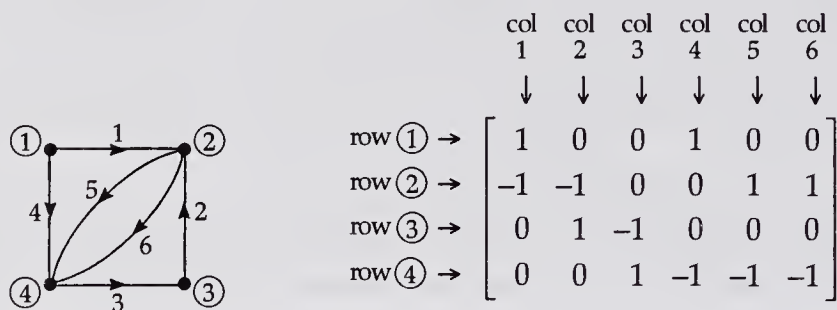 col col col col col col
1 2 3 4 5 6
↓ ↓ ↓ ↓ ↓ ↓
① 1 ②
4 5 6 2
④ 3 ③
row ① → 1 0 0 1 0 0
row ② → −1 −1 0 0 1 1
row ③ → 0 1 −1 0 0 0
row ④ → 0 0 1 −1 −1 −1